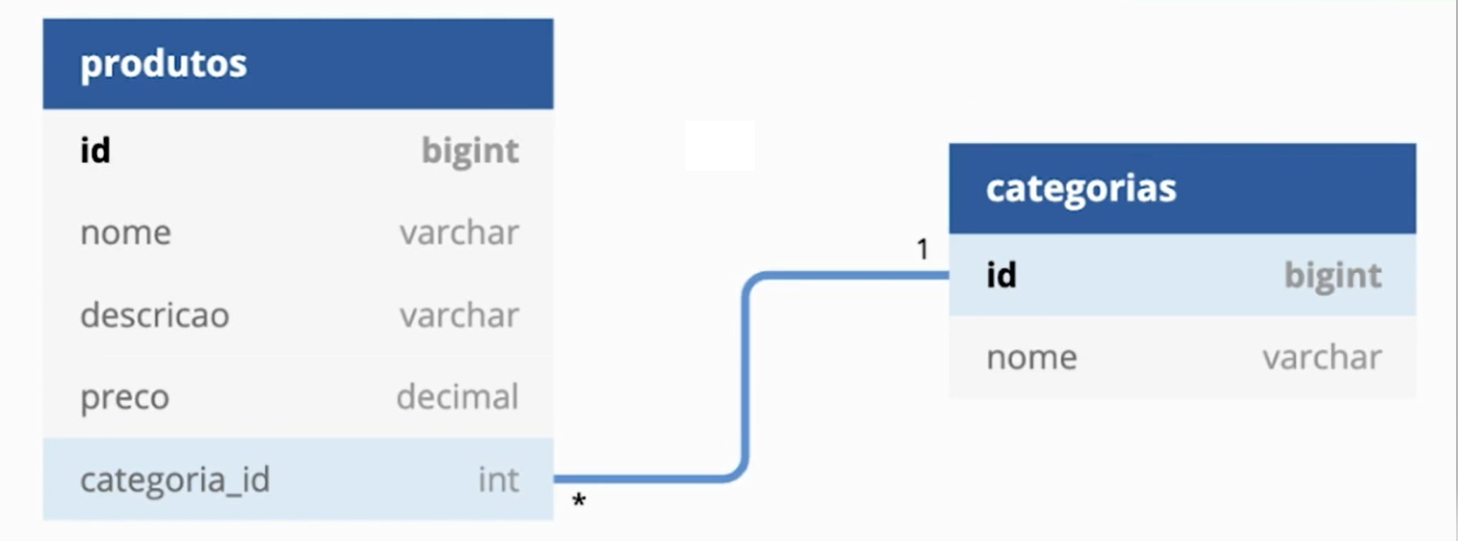 produtos
id bigint
nome varchar
descricao varchar
preco decimal
categoria_id int
*
1
categorias
id bigint
nome varchar